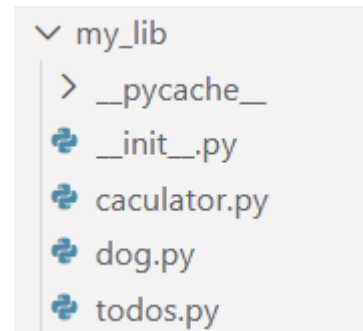 my_lib
__pycache__
__init__.py
caculator.py
dog.py
todos.py